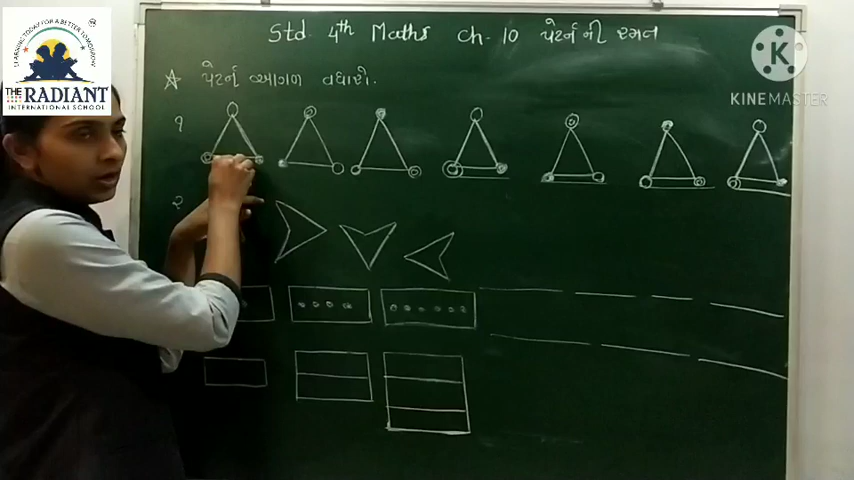 LEARNING TODAY FOR A BETTER TOMORROW
THE RADIANT
INTERNATIONAL SCHOOL
Std. 4th Maths Ch. 10 પેટર્ન ની રમત
K
KINEMASTER
☆ પેટર્ન આગળ વધારો.
૧
૨